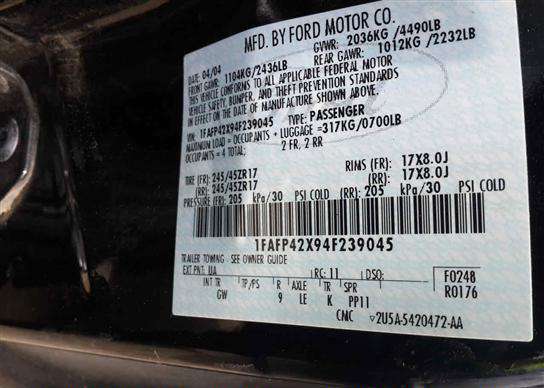 MFD. BY FORD MOTOR CO.
DATE: 04/04 GVWR: 2036KG /4490LB
FRONT GAWR: 1104KG/2436LB REAR GAWR: 1012KG /2232LB
THIS VEHICLE CONFORMS TO ALL APPLICABLE FEDERAL MOTOR
VEHICLE SAFETY, BUMPER, AND THEFT PREVENTION STANDARDS
IN EFFECT ON THE DATE OF MANUFACTURE SHOWN ABOVE.
VIN: 1FAFP42X94F239045 TYPE: PASSENGER
MAXIMUM LOAD = OCCUPANTS + LUGGAGE =317KG/0700LB
OCCUPANTS = 4 TOTAL; 2 FR, 2 RR
TIRE (FR): 245/45ZR17 RIMS (FR): 17X8.0J
(RR): 245/45ZR17 (RR): 17X8.0J
PRESSURE (FR): 205 kPa/30 PSI COLD (RR): 205 kPa/30 PSI COLD
1FAFP42X94F239045
TRAILER TOWING - SEE OWNER GUIDE
EXT PNT: UA RC: 11 DSO: F0248
INT TR TP/PS R AXLE TR SPR R0176
GW 9 LE K PP11
CMC ▽2U5A-5420472-AA